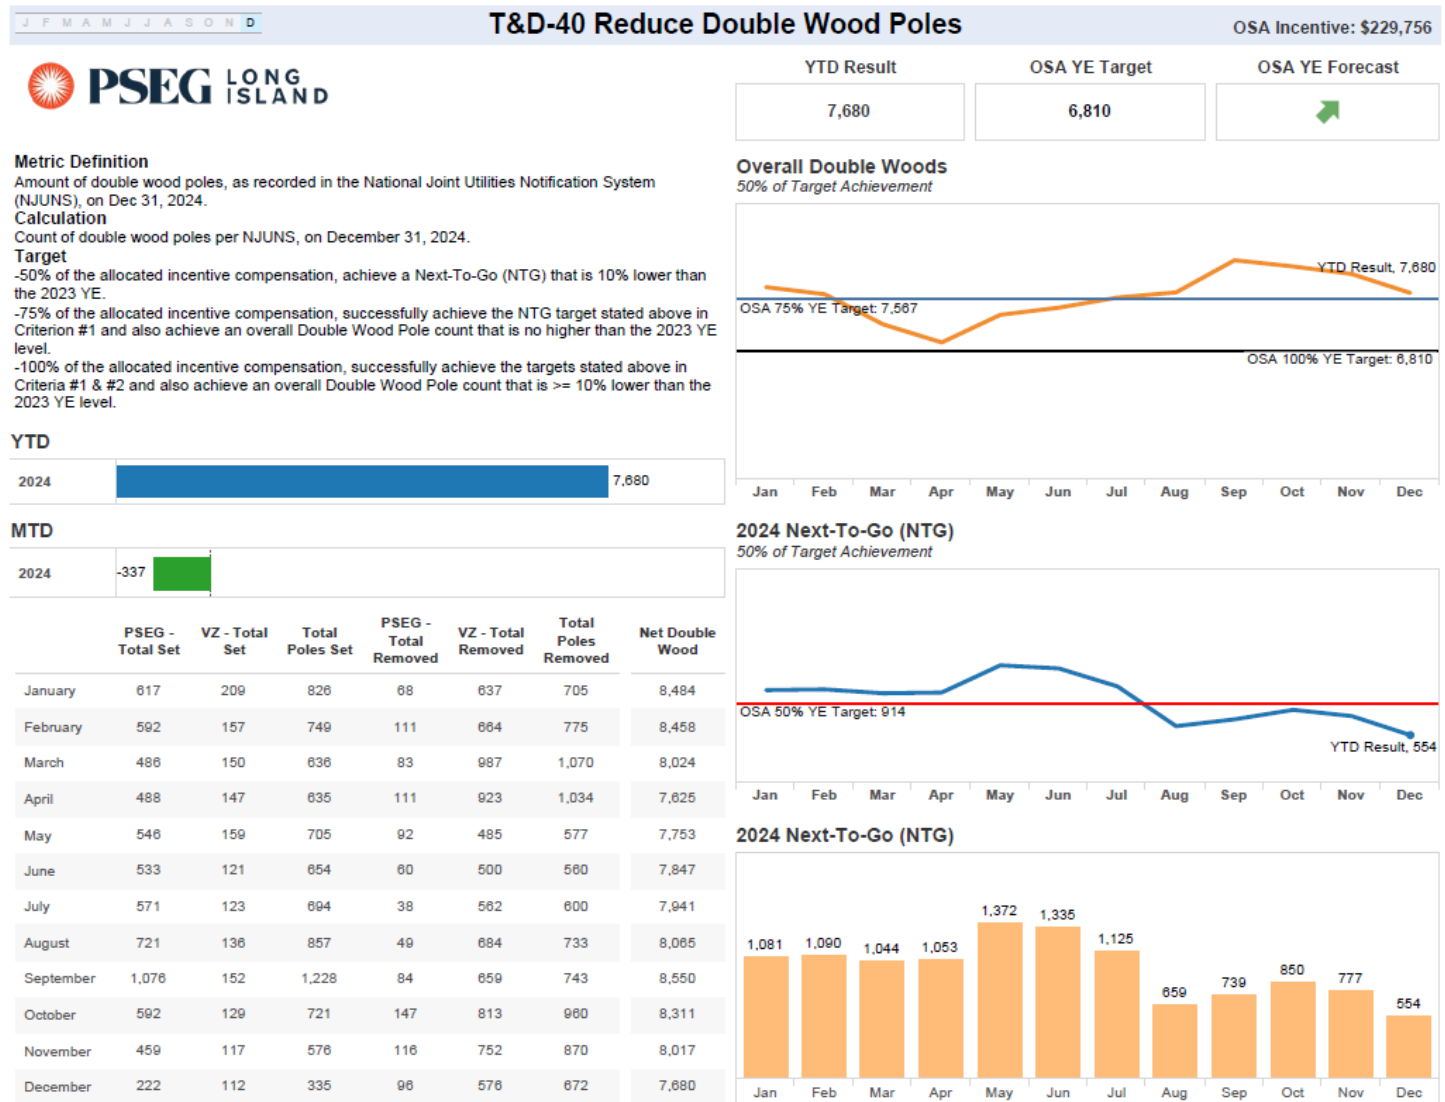 J F M A M J J A S O N D
T&D-40 Reduce Double Wood Poles
OSA Incentive: $229,756
PSEG LONG ISLAND
YTD Result
OSA YE Target
OSA YE Forecast
7,680
6,810
Metric Definition
Amount of double wood poles, as recorded in the National Joint Utilities Notification System
(NJUNS), on Dec 31, 2024.
Calculation
Count of double wood poles per NJUNS, on December 31, 2024.
Target
-50% of the allocated incentive compensation, achieve a Next-To-Go (NTG) that is 10% lower than
the 2023 YE.
-75% of the allocated incentive compensation, successfully achieve the NTG target stated above in
Criterion #1 and also achieve an overall Double Wood Pole count that is no higher than the 2023 YE
level.
-100% of the allocated incentive compensation, successfully achieve the targets stated above in
Criteria #1 & #2 and also achieve an overall Double Wood Pole count that is >= 10% lower than the
2023 YE level.
YTD
2024 7,680
MTD
2024 -337
PSEG - Total Set VZ - Total Set Total Poles Set PSEG - Total Removed VZ - Total Removed Total Poles Removed Net Double Wood
January 617 209 826 68 637 705 8,484
February 592 157 749 111 664 775 8,458
March 486 150 636 83 987 1,070 8,024
April 488 147 635 111 923 1,034 7,625
May 546 159 705 92 485 577 7,753
June 533 121 654 60 500 560 7,847
July 571 123 694 38 562 600 7,941
August 721 136 857 49 684 733 8,065
September 1,076 152 1,228 84 659 743 8,550
October 592 129 721 147 813 960 8,311
November 459 117 576 116 752 870 8,017
December 222 112 335 96 576 672 7,680
Overall Double Woods
50% of Target Achievement
YTD Result, 7,680
OSA 75% YE Target: 7,567
OSA 100% YE Target: 6,810
Jan Feb Mar Apr May Jun Jul Aug Sep Oct Nov Dec
2024 Next-To-Go (NTG)
50% of Target Achievement
OSA 50% YE Target: 914
YTD Result, 554
Jan Feb Mar Apr May Jun Jul Aug Sep Oct Nov Dec
2024 Next-To-Go (NTG)
1,081 1,090 1,044 1,053 1,372 1,335 1,125 659 739 850 777 554
Jan Feb Mar Apr May Jun Jul Aug Sep Oct Nov Dec